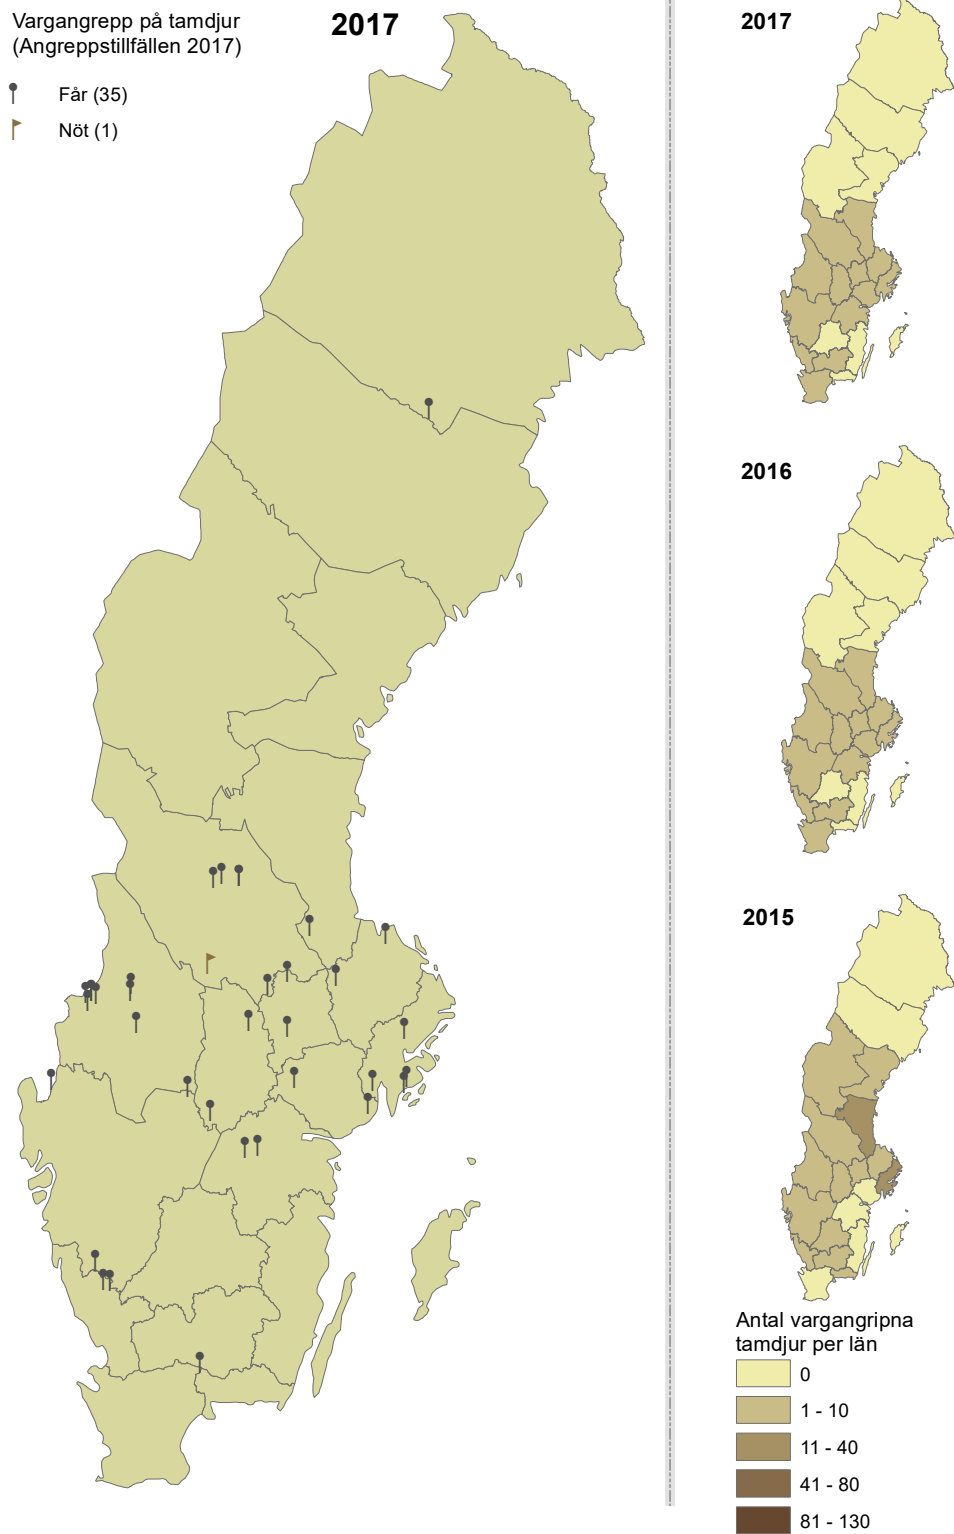 Vargangrepp på tamdjur
(Angreppstillfällen 2017)
Får (35)
Nöt (1)
2017
2017
2016
2015
Antal vargangripna
tamdjur per län
0
1 - 10
11 - 40
41 - 80
81 - 130